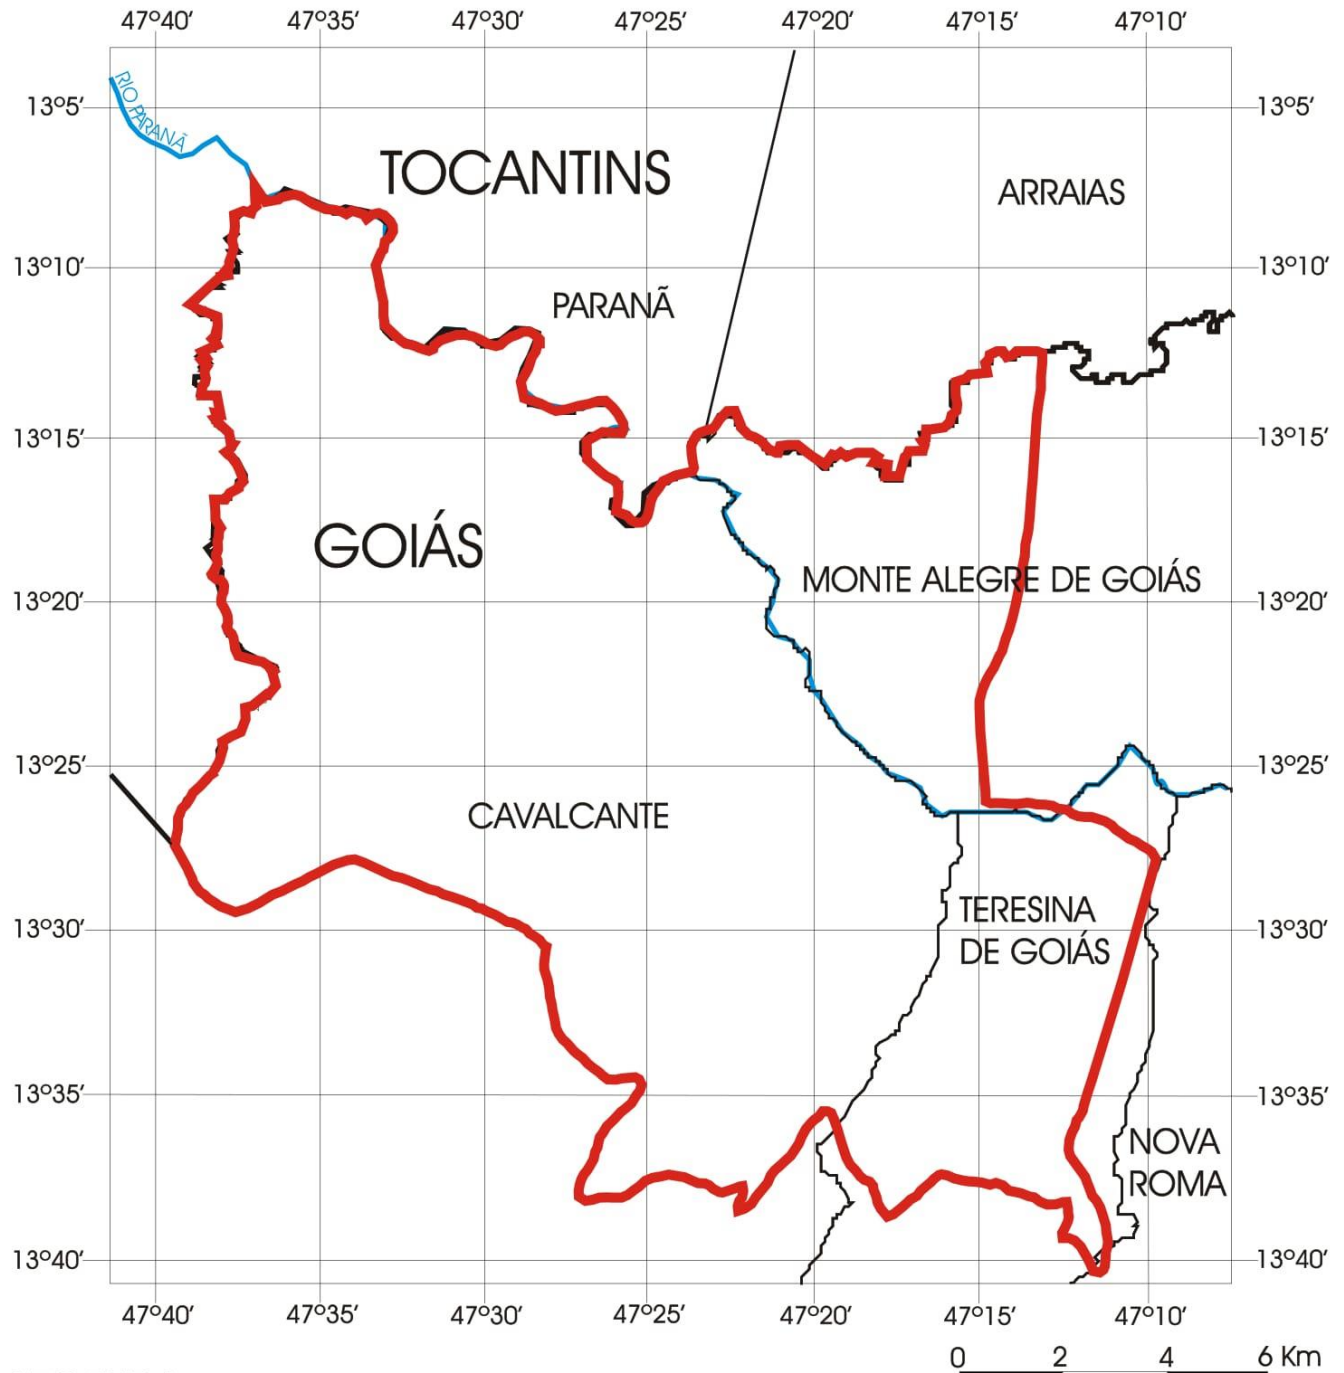 47°40' 47°35' 47°30' 47°25' 47°20' 47°15' 47°10'
RIO PARANÃ
13°5' 13°5'
TOCANTINS
ARRAIAS
13°10' 13°10'
PARANÃ
13°15' 13°15'
GOIÁS
MONTE ALEGRE DE GOIÁS
13°20' 13°20'
13°25' 13°25'
CAVALCANTE
TERESINA
DE GOIÁS
13°30' 13°30'
13°35' 13°35'
NOVA
ROMA
13°40' 13°40'
47°40' 47°35' 47°30' 47°25' 47°20' 47°15' 47°10'
0 2 4 6 Km